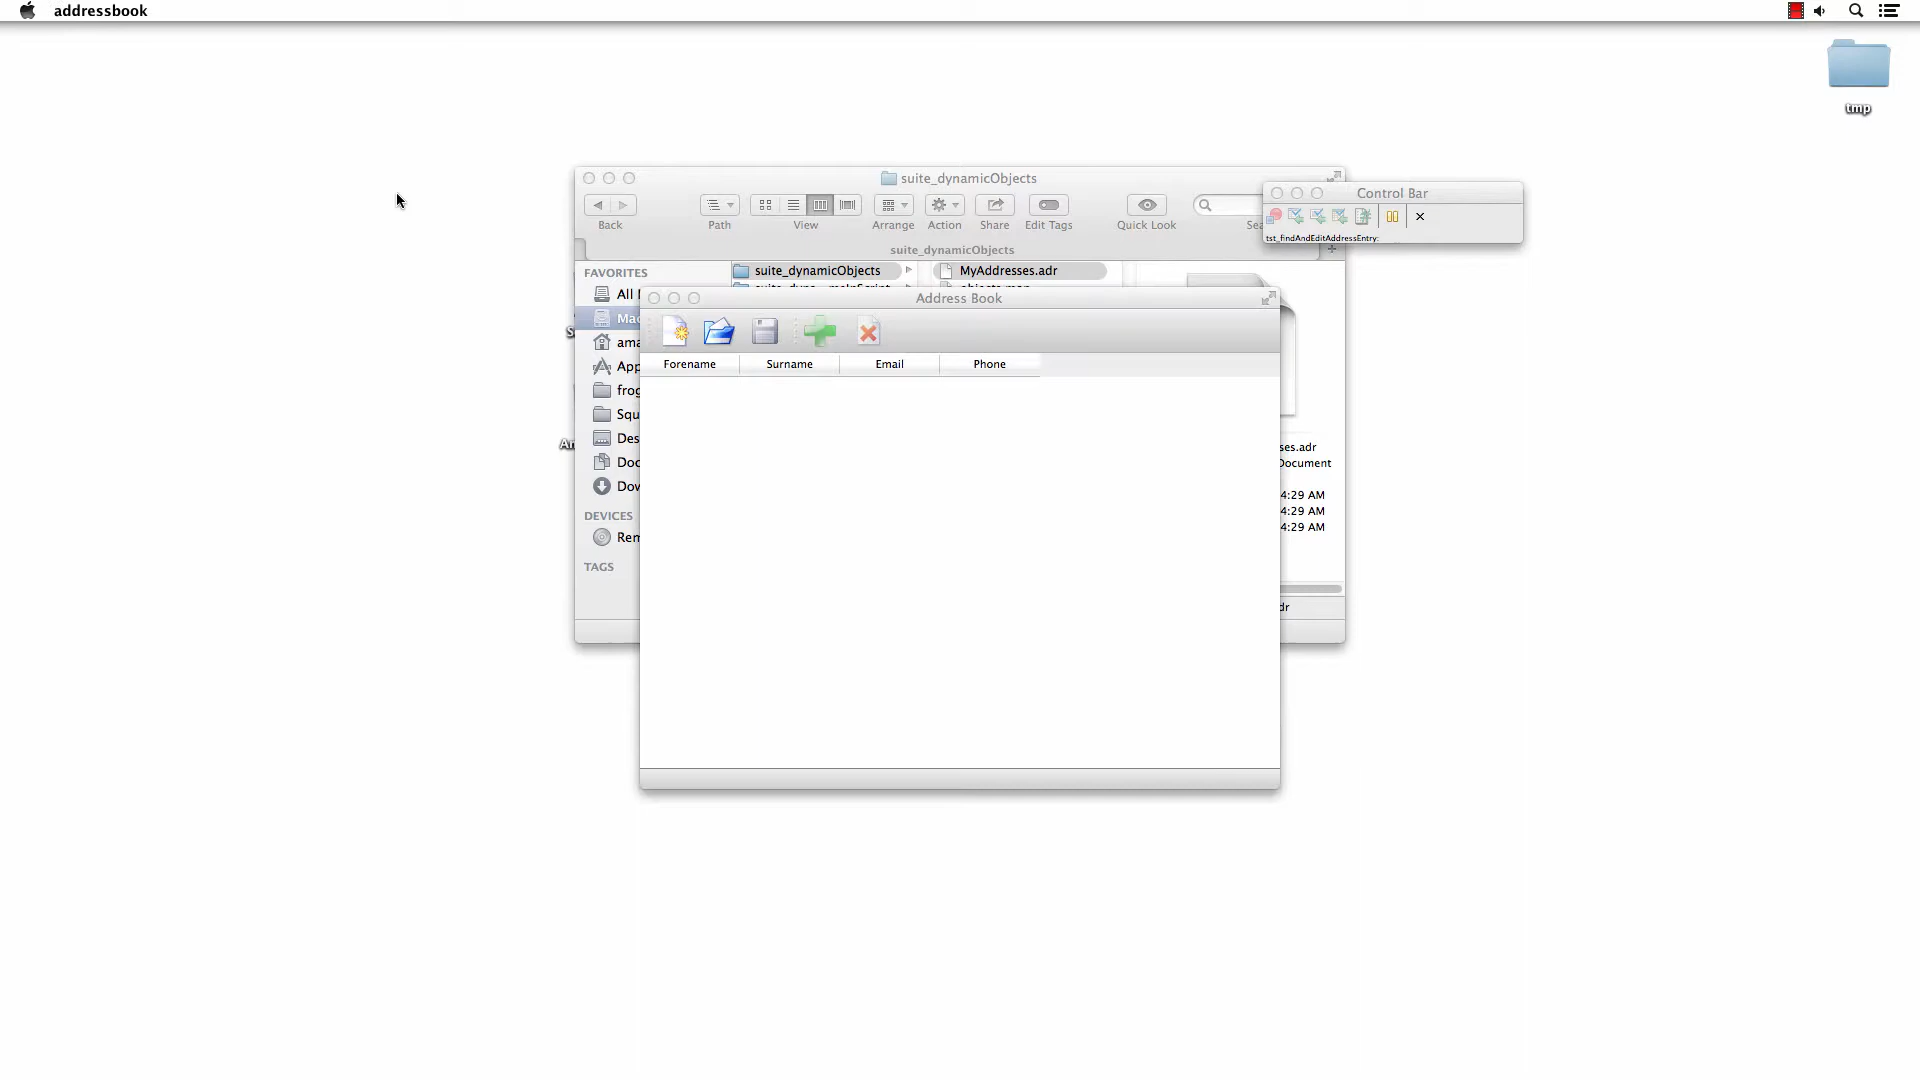 addressbook
tmp
suite_dynamicObjects
Control Bar
Back
Path
View
Arrange
Action
Share
Edit Tags
Quick Look
tst_findAndEditAddressEntry:
suite_dynamicObjects
FAVORITES
suite_dynamicObjects
MyAddresses.adr
All
Address Book
Forename
Surname
Email
Phone
DEVICES
TAGS
ses.adr
Document
4:29 AM
4:29 AM
4:29 AM
dr